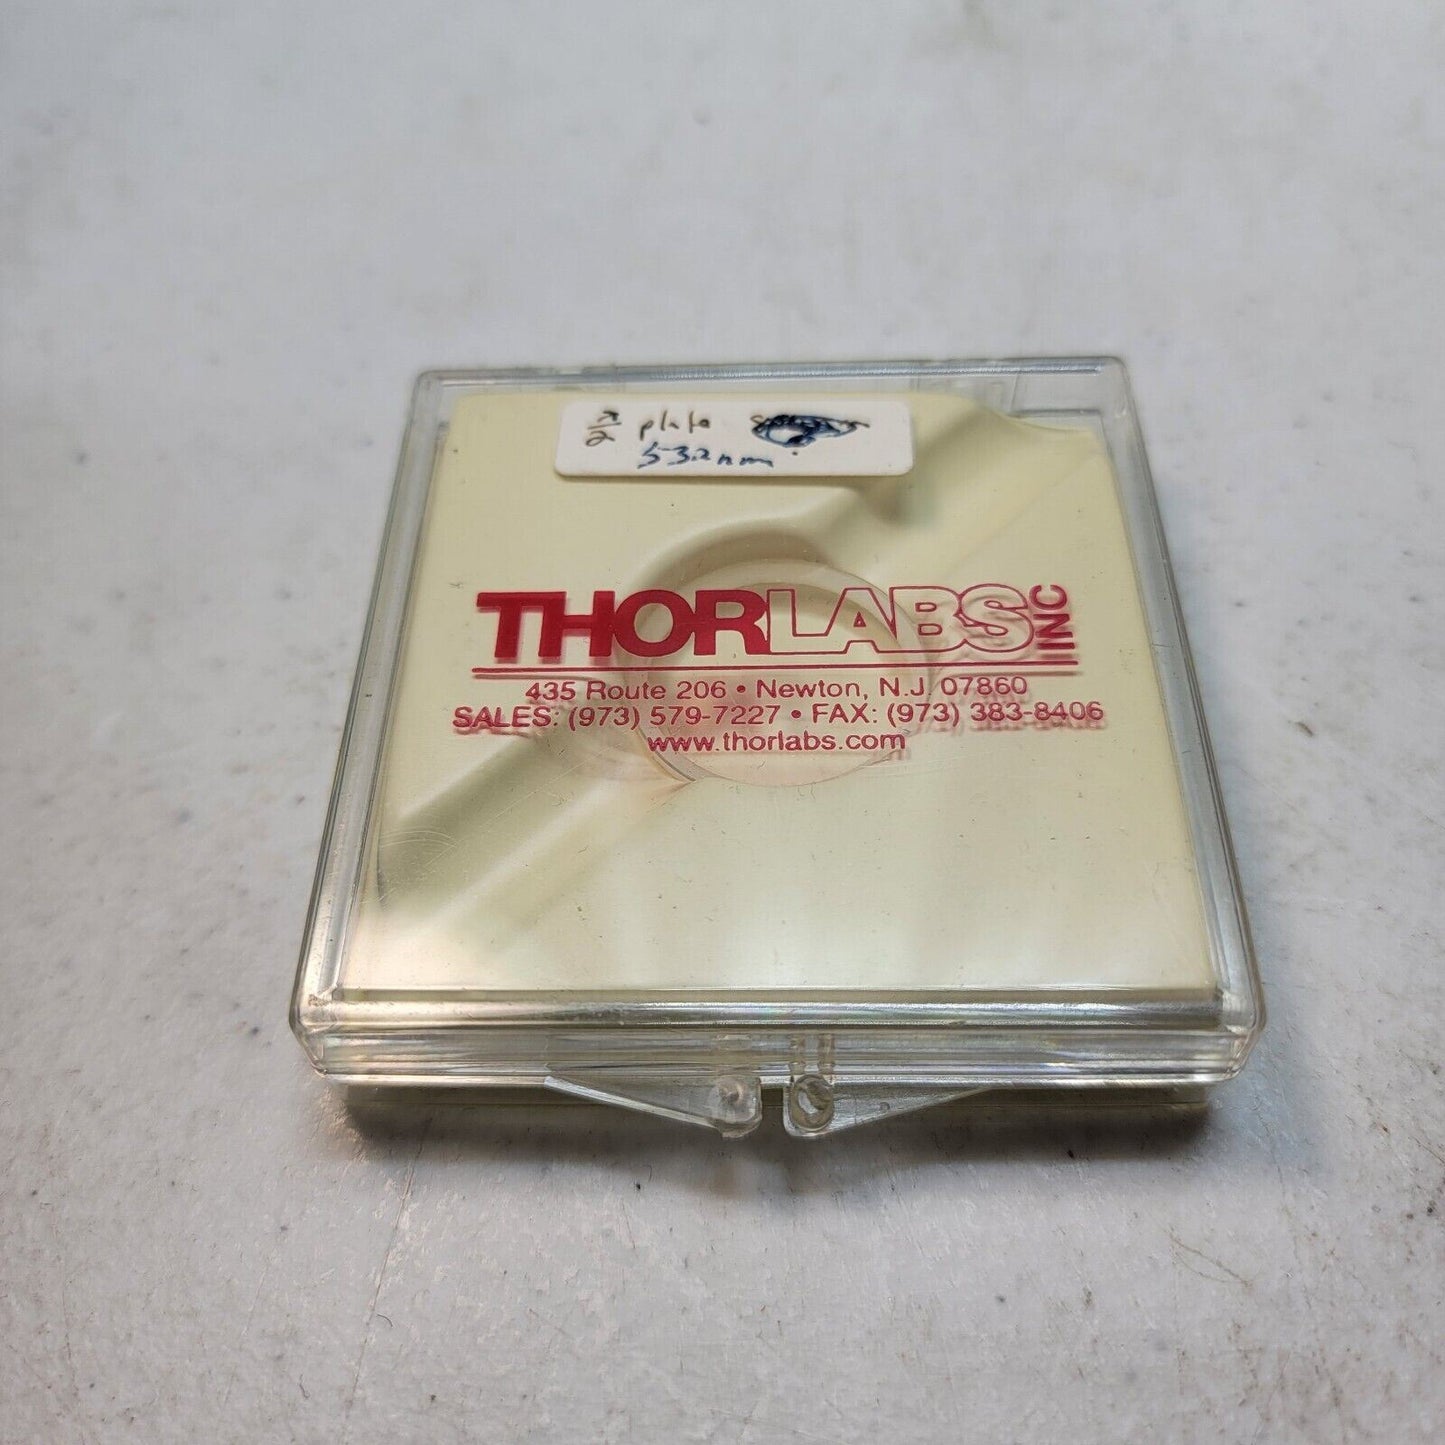 λ/2 plate
532nm
THORLABS INC
435 Route 206 • Newton, N.J. 07860
SALES: (973) 579-7227 • FAX: (973) 383-8406
www.thorlabs.com